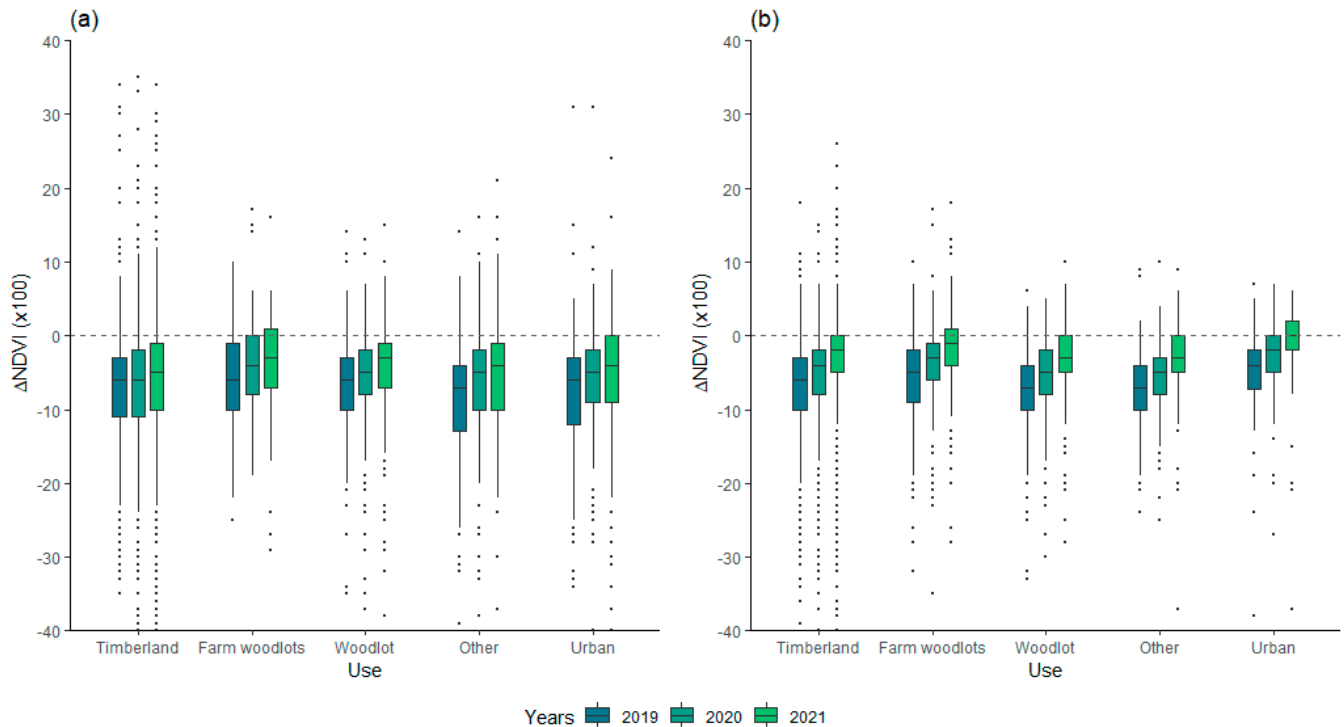 (a)
40
30
20
10
0
-10
-20
-30
-40
ΔNDVI (x100)
Timberland Farm woodlots Woodlot Other Urban
Use
(b)
40
30
20
10
0
-10
-20
-30
-40
ΔNDVI (x100)
Timberland Farm woodlots Woodlot Other Urban
Use
Years 2019 2020 2021